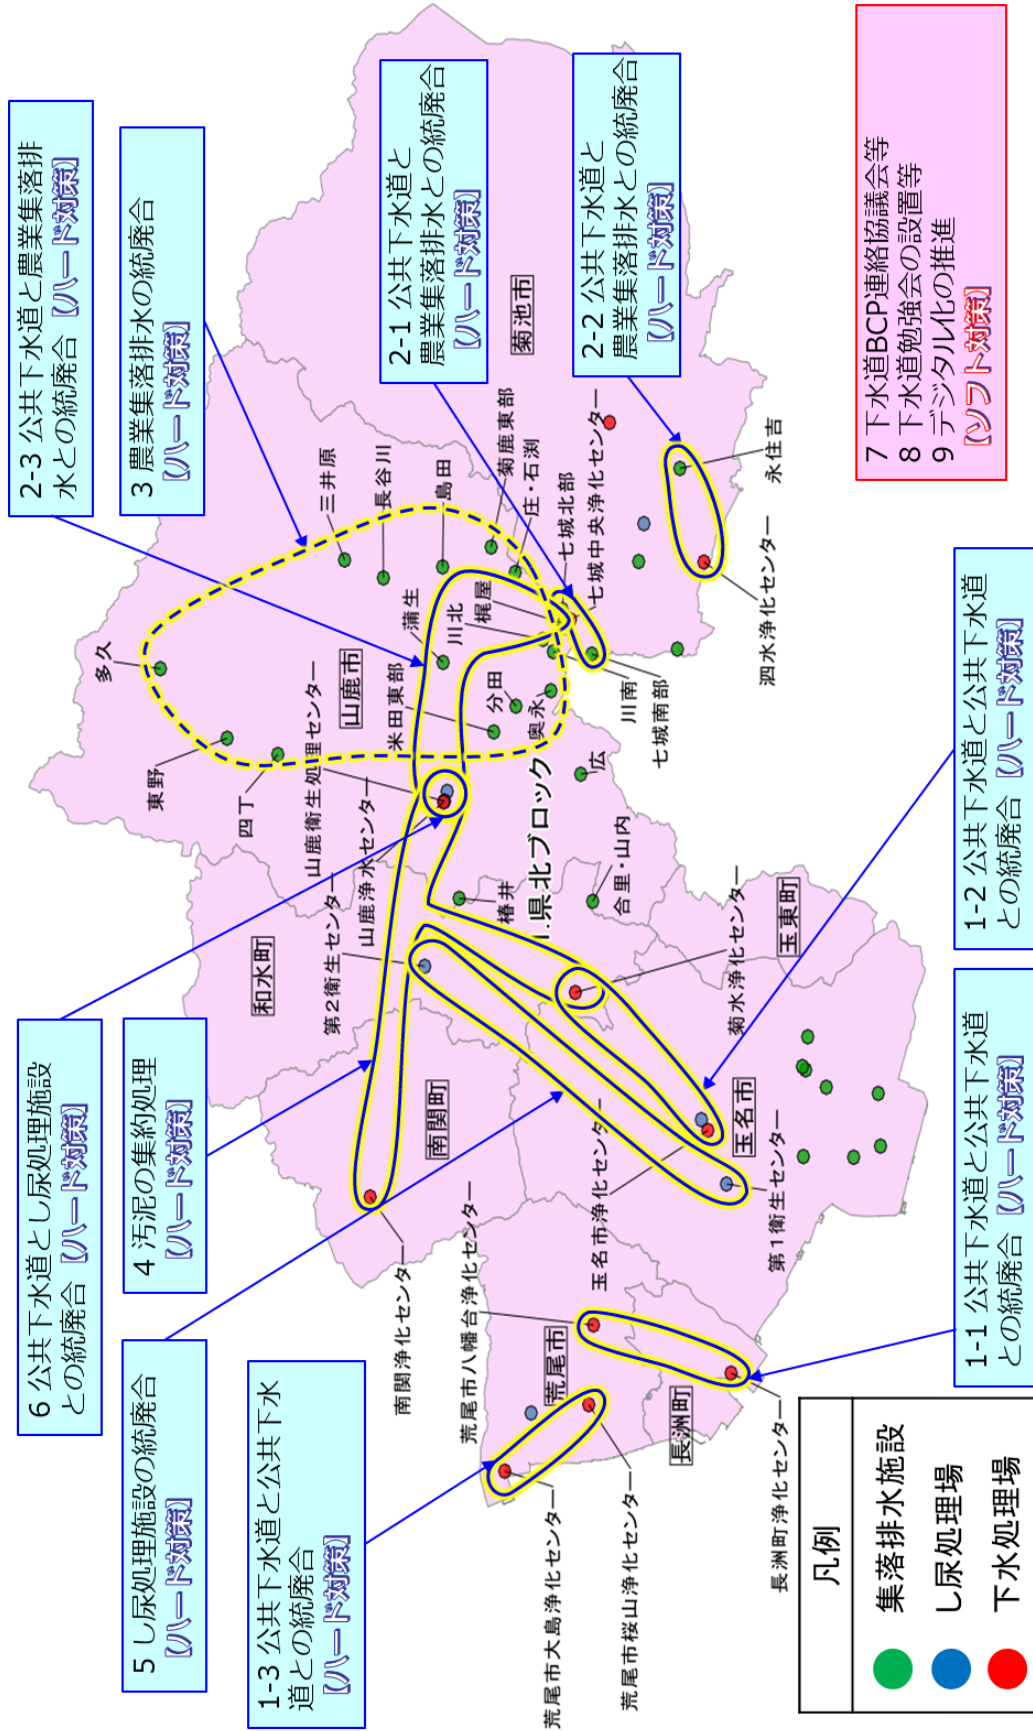 2-3 公共下水道と農業集落排
水との統廃合【ハード対策】
3 農業集落排水の統廃合
【ハード対策】
2-1 公共下水道と
農業集落排水との統廃合
【ハード対策】
2-2 公共下水道と
農業集落排水との統廃合
【ハード対策】
6 公共下水道とし尿処理施設
との統廃合【ハード対策】
4 汚泥の集約処理
【ハード対策】
5 し尿処理施設の統廃合
【ハード対策】
1-3 公共下水道と公共下水
道との統廃合
【ハード対策】
1-2 公共下水道と公共下水道
との統廃合【ハード対策】
1-1 公共下水道と公共下水道
との統廃合【ハード対策】
7 下水道BCP連絡協議会等
8 下水道勉強会の設置等
9 デジタル化の推進
【ソフト対策】
多久
東野
四丁
三井原
長谷川
島田
菊鹿東部
庄・石渕
七城北部
七城中央浄化センター
菊池市
山鹿市
蒲生
川北
梶屋
米田東部
分田
奥永
川南
七城南部
広
永住吉
泗水浄化センター
山鹿衛生処理センター
山鹿浄水センター
第2衛生センター
和水町
椿井
I.県北ブロック
合里・山内
菊水浄化センター
玉東町
南関町
玉名市
玉名市浄化センター
第1衛生センター
南関浄化センター
荒尾市八幡台浄化センター
荒尾市
長洲町
荒尾市大島浄化センター
荒尾市桜山浄化センター
長洲町浄化センター
凡例
集落排水施設
し尿処理場
下水処理場